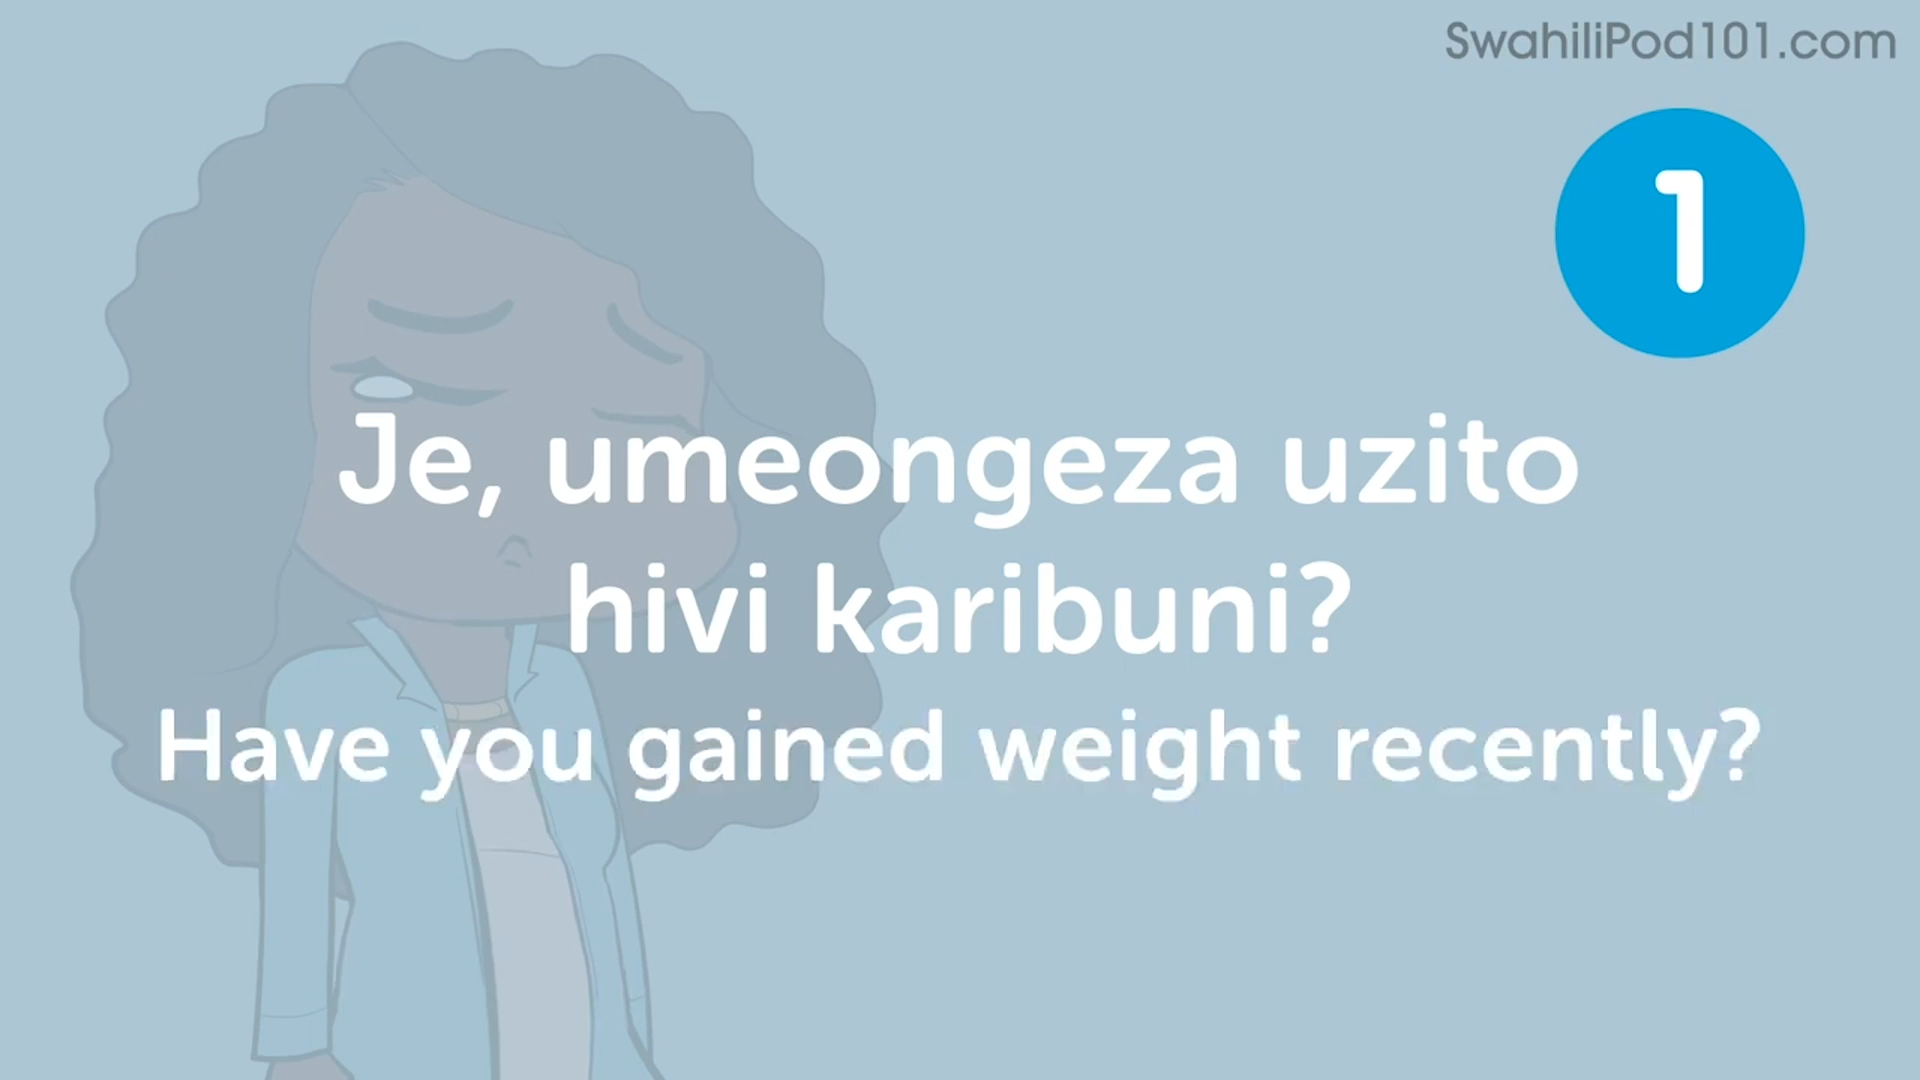 SwahiliPod101.com
1
Je, umeongeza uzito
hivi karibuni?
Have you gained weight recently?